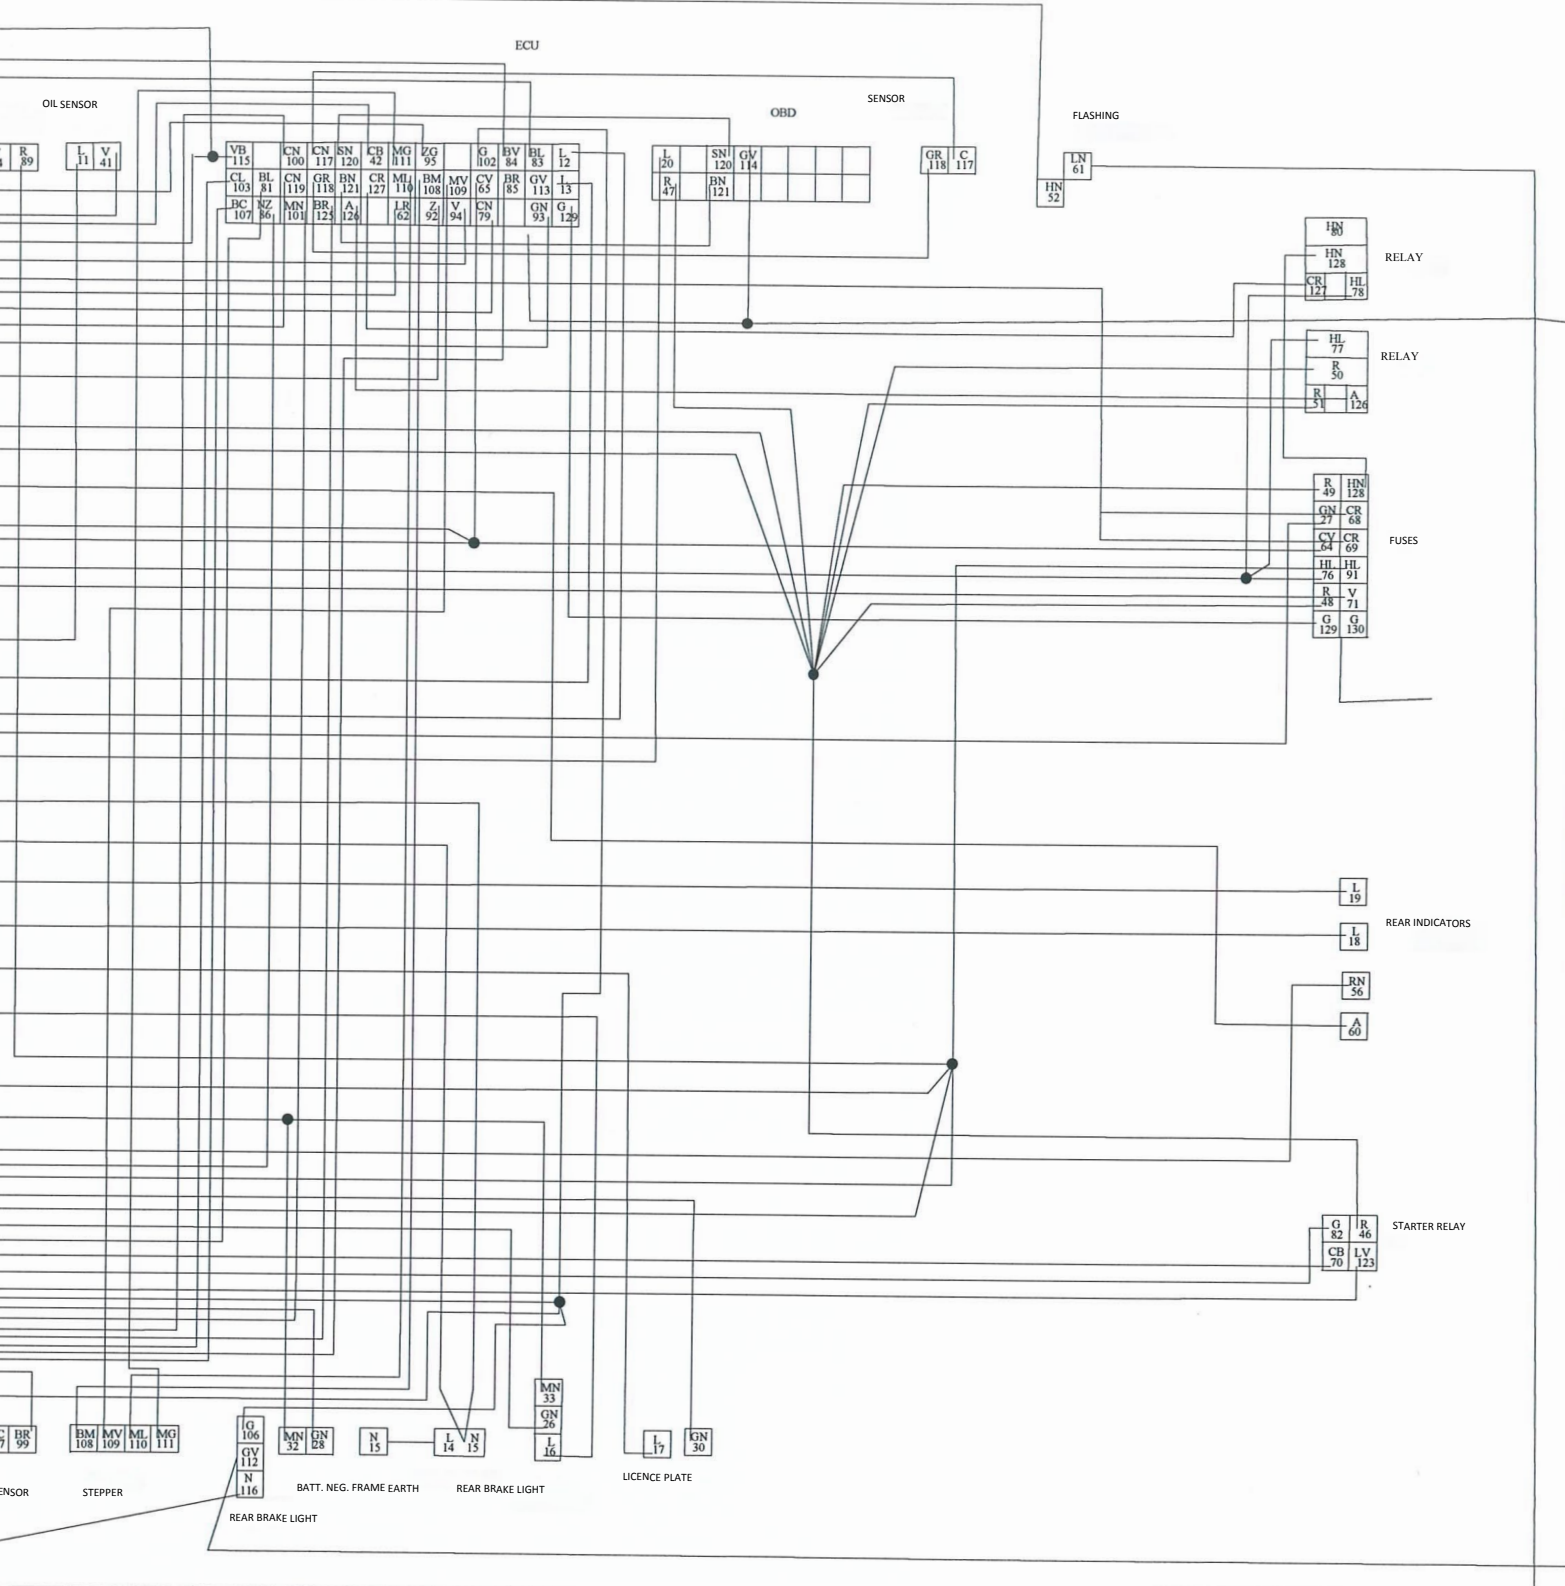 ECU
OIL SENSOR
SENSOR
OBD
FLASHING
R 89
L 11 V 41
VB 115 CN 100 CN 117 SN 120 CB 42 MG 111 ZG 95 G 102 BV 84 BL 83 L 12
CL 103 BL 81 CN 119 GR 118 BN 121 CR 127 ML 110 BM 108 MV 109 CV 65 BR 85 GV 113 L 13
BC 107 NZ 86 MN 101 BR 125 A 126 LR 62 Z 92 V 94 CN 79 GN 93 G 129
L 20 SN 120 GV 114
R 47 BN 121
GR 118 C 117
LN 61
HN 52
HN 80
HN 128
RELAY
CR 127 HL 78
HL 77
RELAY
R 50
R 51 A 126
R 49 HN 128
GN 27 CR 68
CV 64 CR 69
FUSES
HL 76 HL 91
R 48 V 71
G 129 G 130
L 19
REAR INDICATORS
L 18
RN 56
A 60
G 82 R 46
STARTER RELAY
CB 70 LV 123
MN 33
GN 26
L 16
BR 99
BM 108 MV 109 ML 110 MG 111
G 106
GV 112
N 116
MN 32 GN 28
N 15
L 14 N 15
L 17
GN 30
LICENCE PLATE
ENSOR
STEPPER
BATT. NEG. FRAME EARTH
REAR BRAKE LIGHT
REAR BRAKE LIGHT